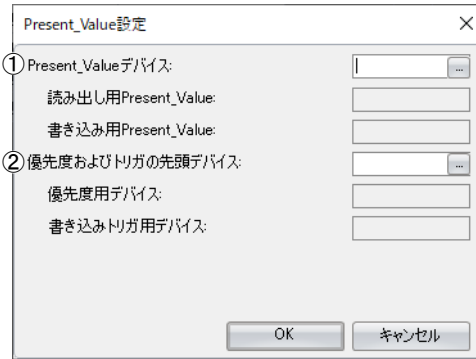 Present_Value設定
①Present_Valueデバイス:
...
読み出し用Present_Value:
書き込み用Present_Value:
②優先度およびトリガの先頭デバイス:
...
優先度用デバイス:
書き込みトリガ用デバイス:
OK
キャンセル